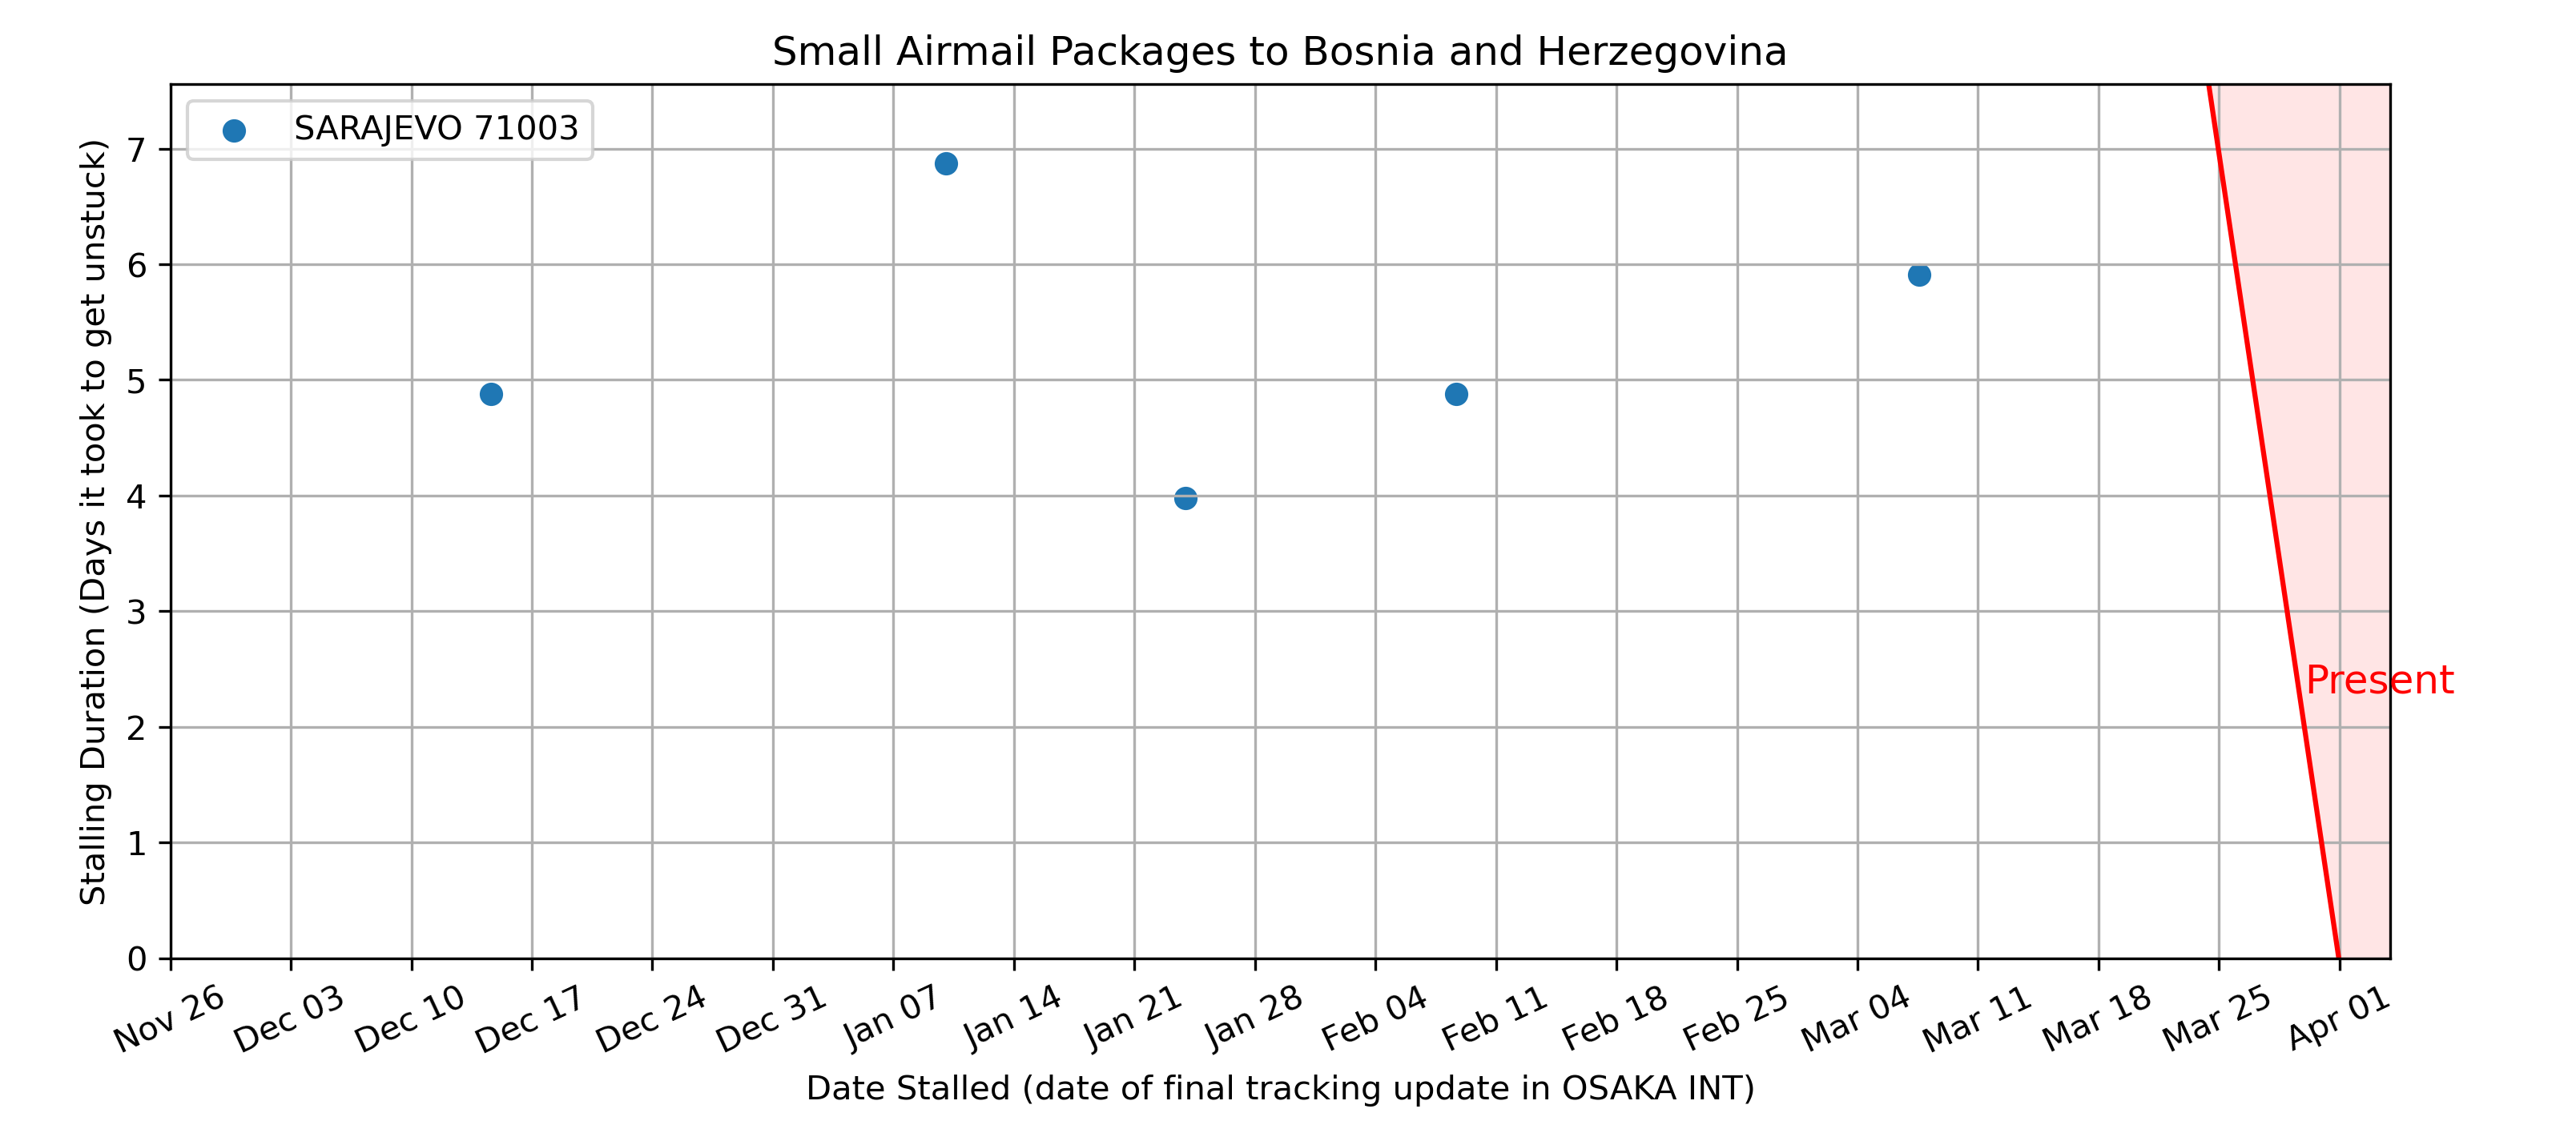 Small Airmail Packages to Bosnia and Herzegovina
SARAJEVO 71003
Stalling Duration (Days it took to get unstuck)
7
6
5
4
3
2
1
0
Present
Nov 26
Dec 03
Dec 10
Dec 17
Dec 24
Dec 31
Jan 07
Jan 14
Jan 21
Jan 28
Feb 04
Feb 11
Feb 18
Feb 25
Mar 04
Mar 11
Mar 18
Mar 25
Apr 01
Date Stalled (date of final tracking update in OSAKA INT)